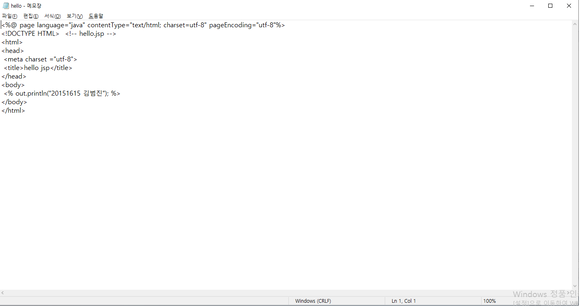 hello - 메모장
파일(F) 편집(E) 서식(O) 보기(V) 도움말
<%@ page language="java" contentType="text/html; charset=utf-8" pageEncoding="utf-8"%>
<!DOCTYPE HTML> <!-- hello.jsp -->
<html>
<head>
<meta charset ="utf-8">
<title>hello jsp</title>
</head>
<body>
<% out.println("20151615 김범진"); %>
</body>
</html>
Windows 정품 인
Windows (CRLF) Ln 1, Col 1 100%